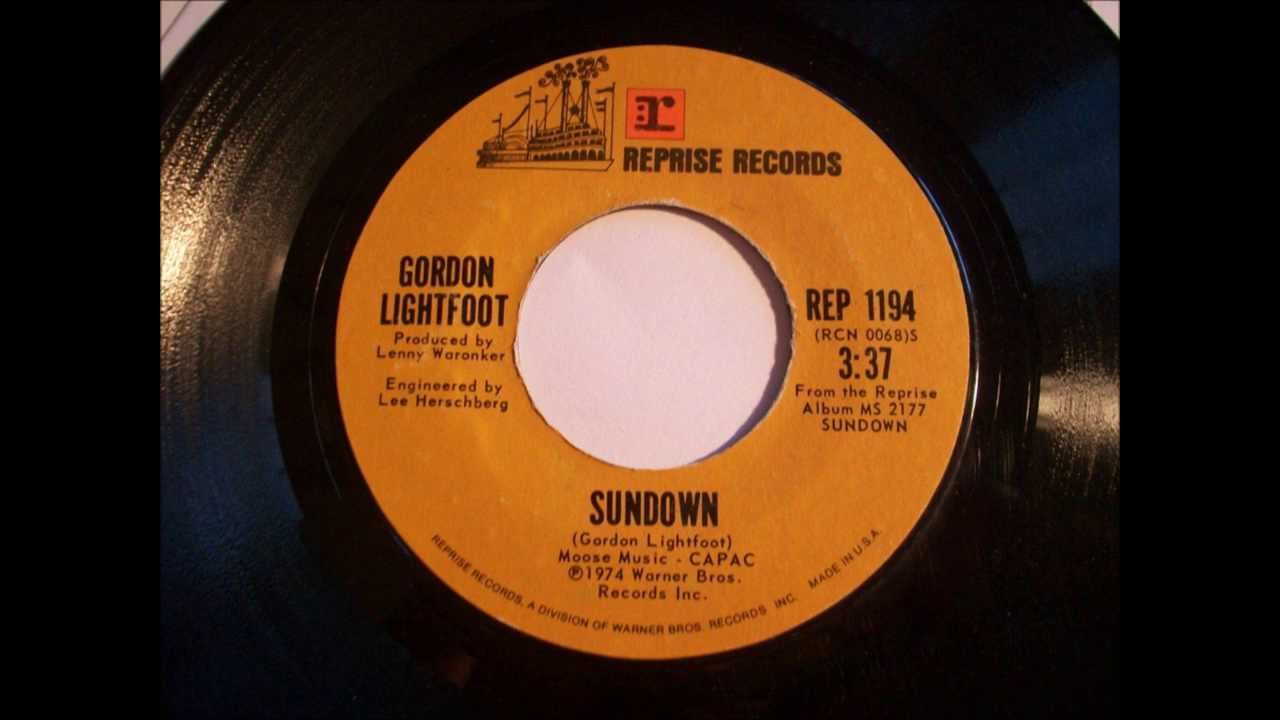 r
REPRISE RECORDS
GORDON
LIGHTFOOT
Produced by
Lenny Waronker
Engineered by
Lee Herschberg
REP 1194
(RCN 0068)S
3:37
From the Reprise
Album MS 2177
SUNDOWN
SUNDOWN
(Gordon Lightfoot)
Moose Music - CAPAC
℗1974 Warner Bros.
Records Inc.
REPRISE RECORDS, A DIVISION OF WARNER BROS. RECORDS INC. MADE IN U.S.A.